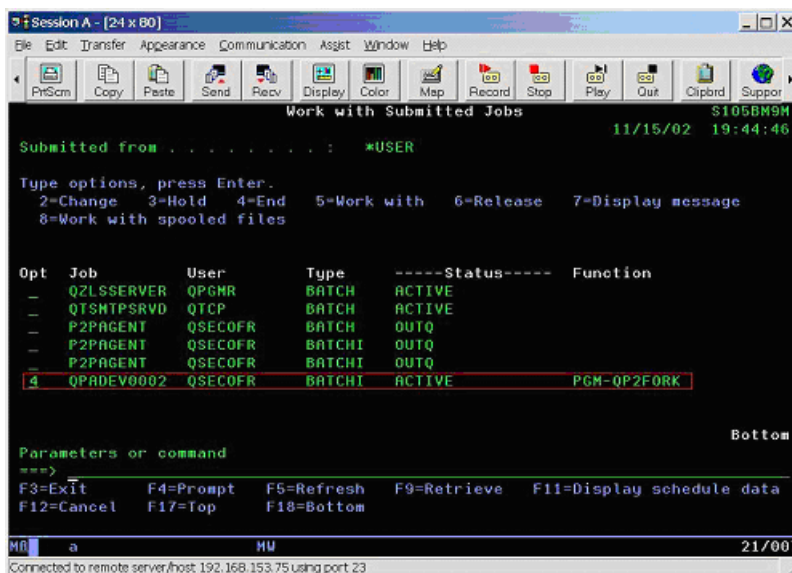 Session A - [24 x 80]
File Edit Transfer Appearance Communication Assist Window Help
PrtScrn Copy Paste Send Recv Display Color Map Record Stop Play Quit Clipbrd Suppor
Work with Submitted Jobs S105BM9M
11/15/02 19:44:46
Submitted from . . . . . . . . : *USER
Type options, press Enter.
2=Change 3=Hold 4=End 5=Work with 6=Release 7=Display message
8=Work with spooled files
Opt Job User Type -----Status----- Function
_ QZLSSERVER QPGMR BATCH ACTIVE
_ QTSMTPSRVD QTCP BATCH ACTIVE
_ P2PAGENT QSECOFR BATCH OUTQ
_ P2PAGENT QSECOFR BATCHI OUTQ
_ P2PAGENT QSECOFR BATCHI OUTQ
4 QPADEV0002 QSECOFR BATCHI ACTIVE PGM-QP2FORK
Bottom
Parameters or command
===>
F3=Exit F4=Prompt F5=Refresh F9=Retrieve F11=Display schedule data
F12=Cancel F17=Top F18=Bottom
a MW 21/00
Connected to remote server/host 192.168.153.75 using port 23